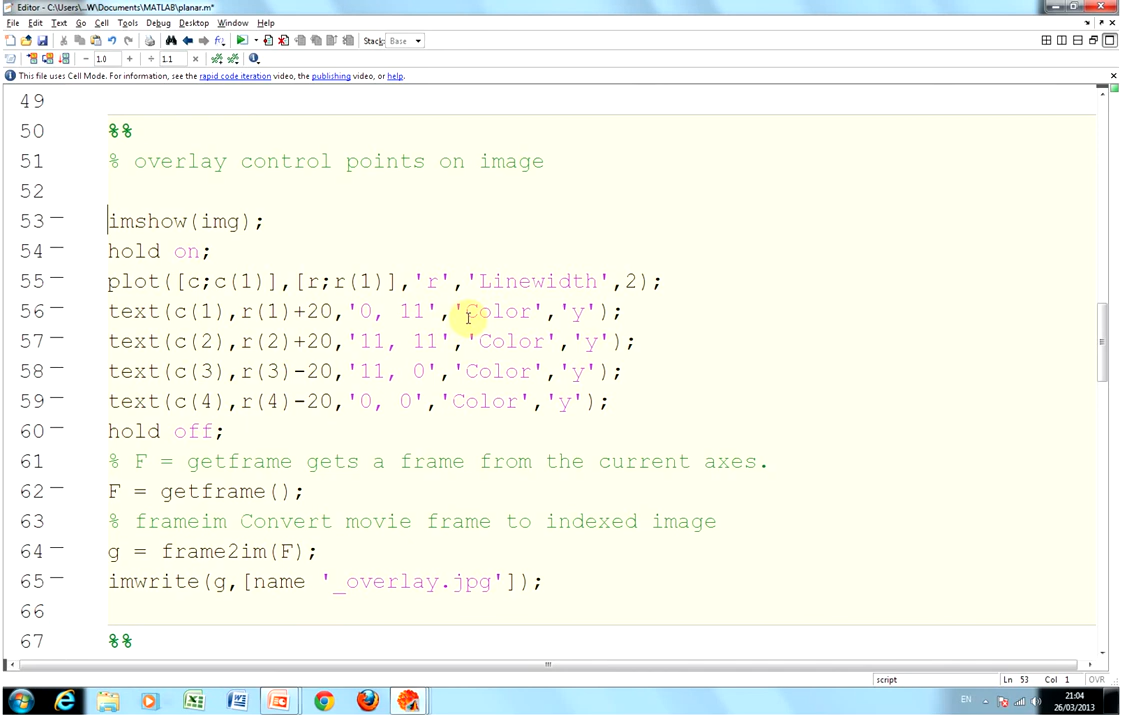 Editor - C:\Users\...W\Documents\MATLAB\planar.m*
File Edit Text Go Cell Tools Debug Desktop Window Help
Stack: Base
1.0 1.1
This file uses Cell Mode. For information, see the rapid code iteration video, the publishing video, or help.
49
50 %%
51 % overlay control points on image
52
53 imshow(img);
54 hold on;
55 plot([c;c(1)],[r;r(1)],'r','Linewidth',2);
56 text(c(1),r(1)+20,'0, 11','Color','y');
57 text(c(2),r(2)+20,'11, 11','Color','y');
58 text(c(3),r(3)-20,'11, 0','Color','y');
59 text(c(4),r(4)-20,'0, 0','Color','y');
60 hold off;
61 % F = getframe gets a frame from the current axes.
62 F = getframe();
63 % frameim Convert movie frame to indexed image
64 g = frame2im(F);
65 imwrite(g,[name '_overlay.jpg']);
66
67 %%
script Ln 53 Col 1 OVR
EN 21:04
26/03/2013